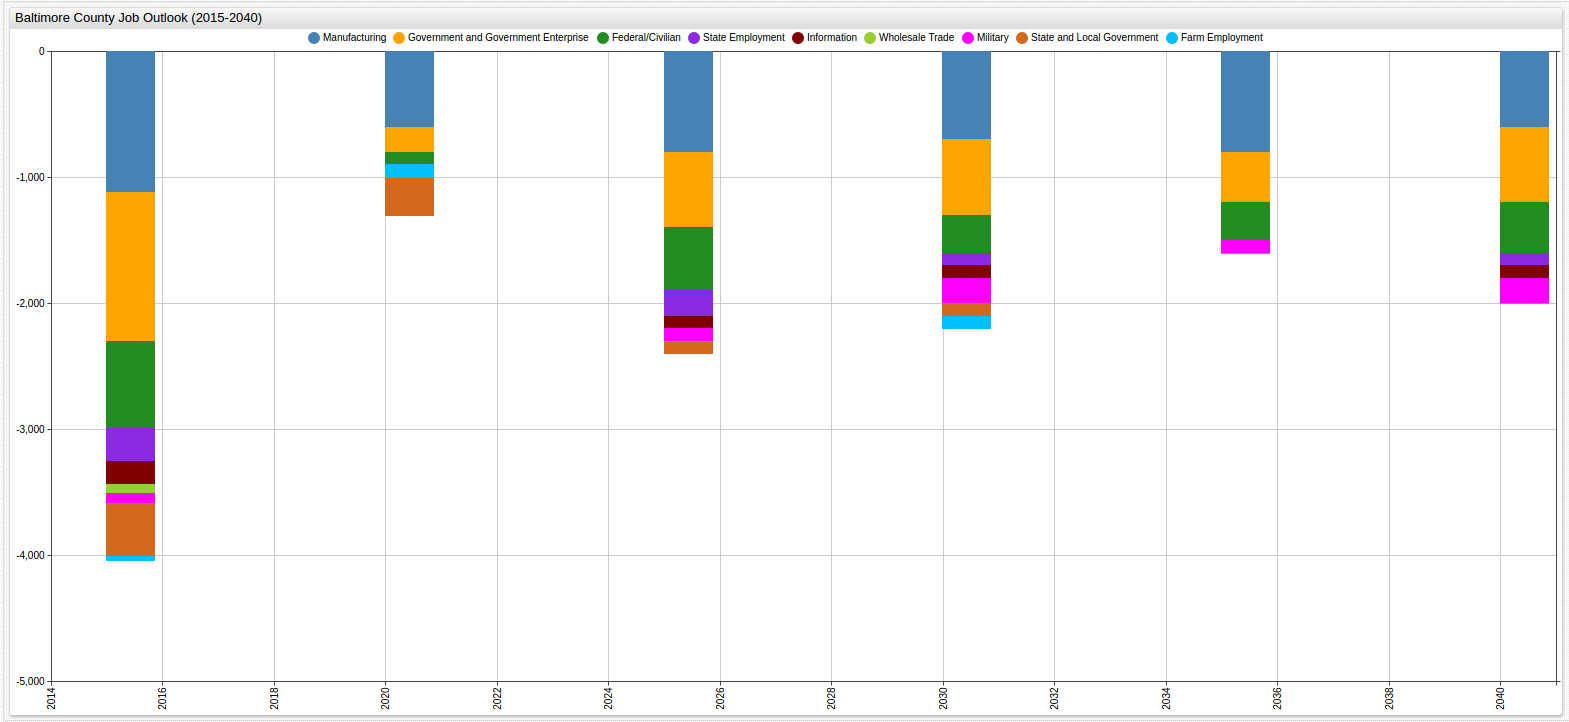 Baltimore County Job Outlook (2015-2040)
Manufacturing Government and Government Enterprise Federal/Civilian State Employment Information Wholesale Trade Military State and Local Government Farm Employment
0
-1,000
-2,000
-3,000
-4,000
-5,000
2014 2016 2018 2020 2022 2024 2026 2028 2030 2032 2034 2036 2038 2040